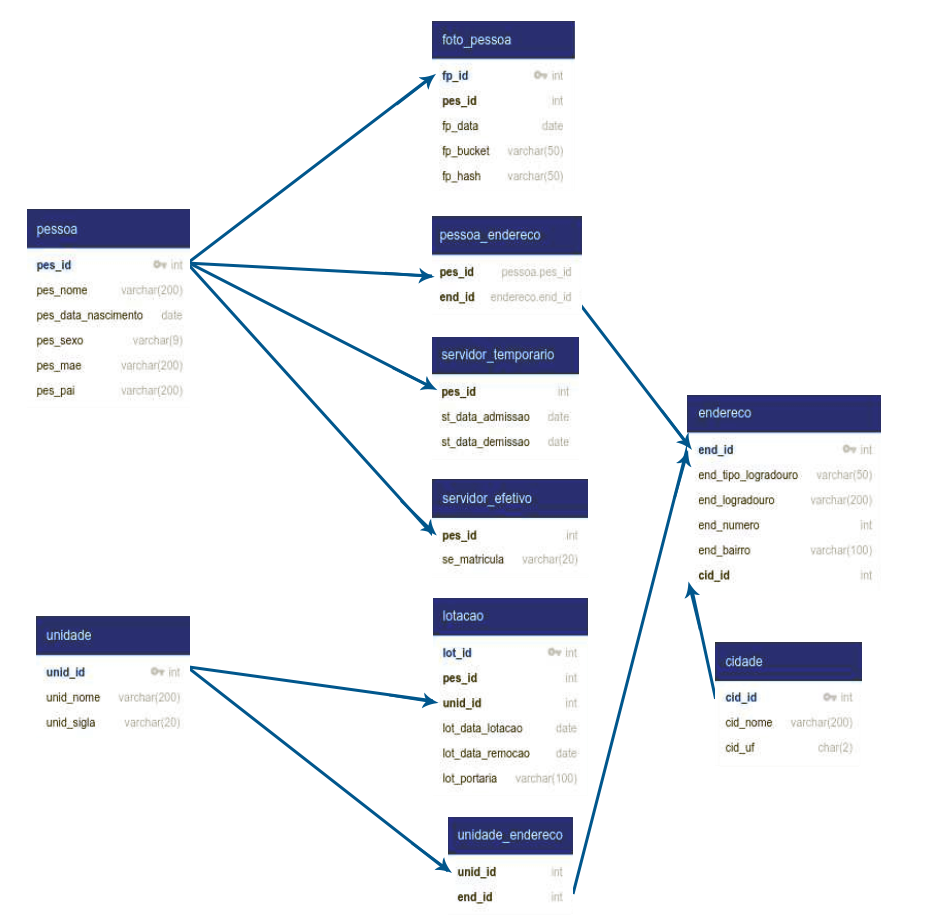 foto_pessoa
fp_id int
pes_id int
fp_data date
fp_bucket varchar(50)
fp_hash varchar(50)
pessoa
pes_id int
pes_nome varchar(200)
pes_data_nascimento date
pes_sexo varchar(9)
pes_mae varchar(200)
pes_pai varchar(200)
pessoa_endereco
pes_id pessoa.pes_id
end_id endereco.end_id
servidor_temporario
pes_id int
st_data_admissao date
st_data_demissao date
servidor_efetivo
pes_id int
se_matricula varchar(20)
endereco
end_id int
end_tipo_logradouro varchar(50)
end_logradouro varchar(200)
end_numero int
end_bairro varchar(100)
cid_id int
unidade
unid_id int
unid_nome varchar(200)
unid_sigla varchar(20)
lotacao
lot_id int
pes_id int
unid_id int
lot_data_lotacao date
lot_data_remocao date
lot_portaria varchar(100)
cidade
cid_id int
cid_nome varchar(200)
cid_uf char(2)
unidade_endereco
unid_id int
end_id int